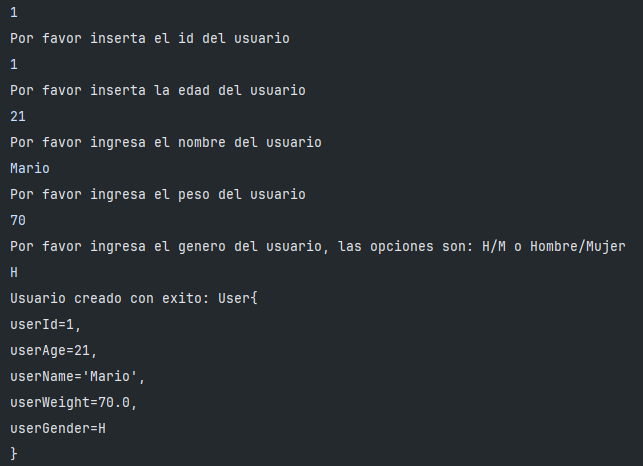 1
Por favor inserta el id del usuario
1
Por favor inserta la edad del usuario
21
Por favor ingresa el nombre del usuario
Mario
Por favor ingresa el peso del usuario
70
Por favor ingresa el genero del usuario, las opciones son: H/M o Hombre/Mujer
H
Usuario creado con exito: User{
userId=1,
userAge=21,
userName='Mario',
userWeight=70.0,
userGender=H
}